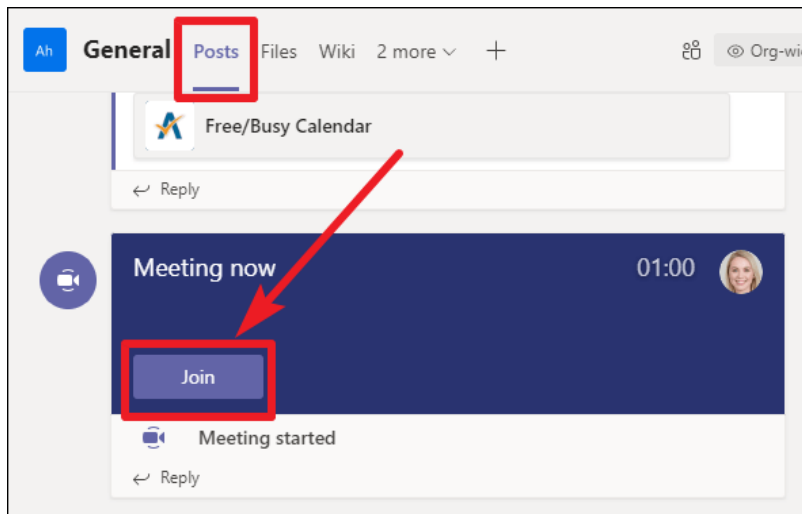 Ah General Posts Files Wiki 2 more Org-wi
Free/Busy Calendar
Reply
Meeting now 01:00
Join
Meeting started
Reply